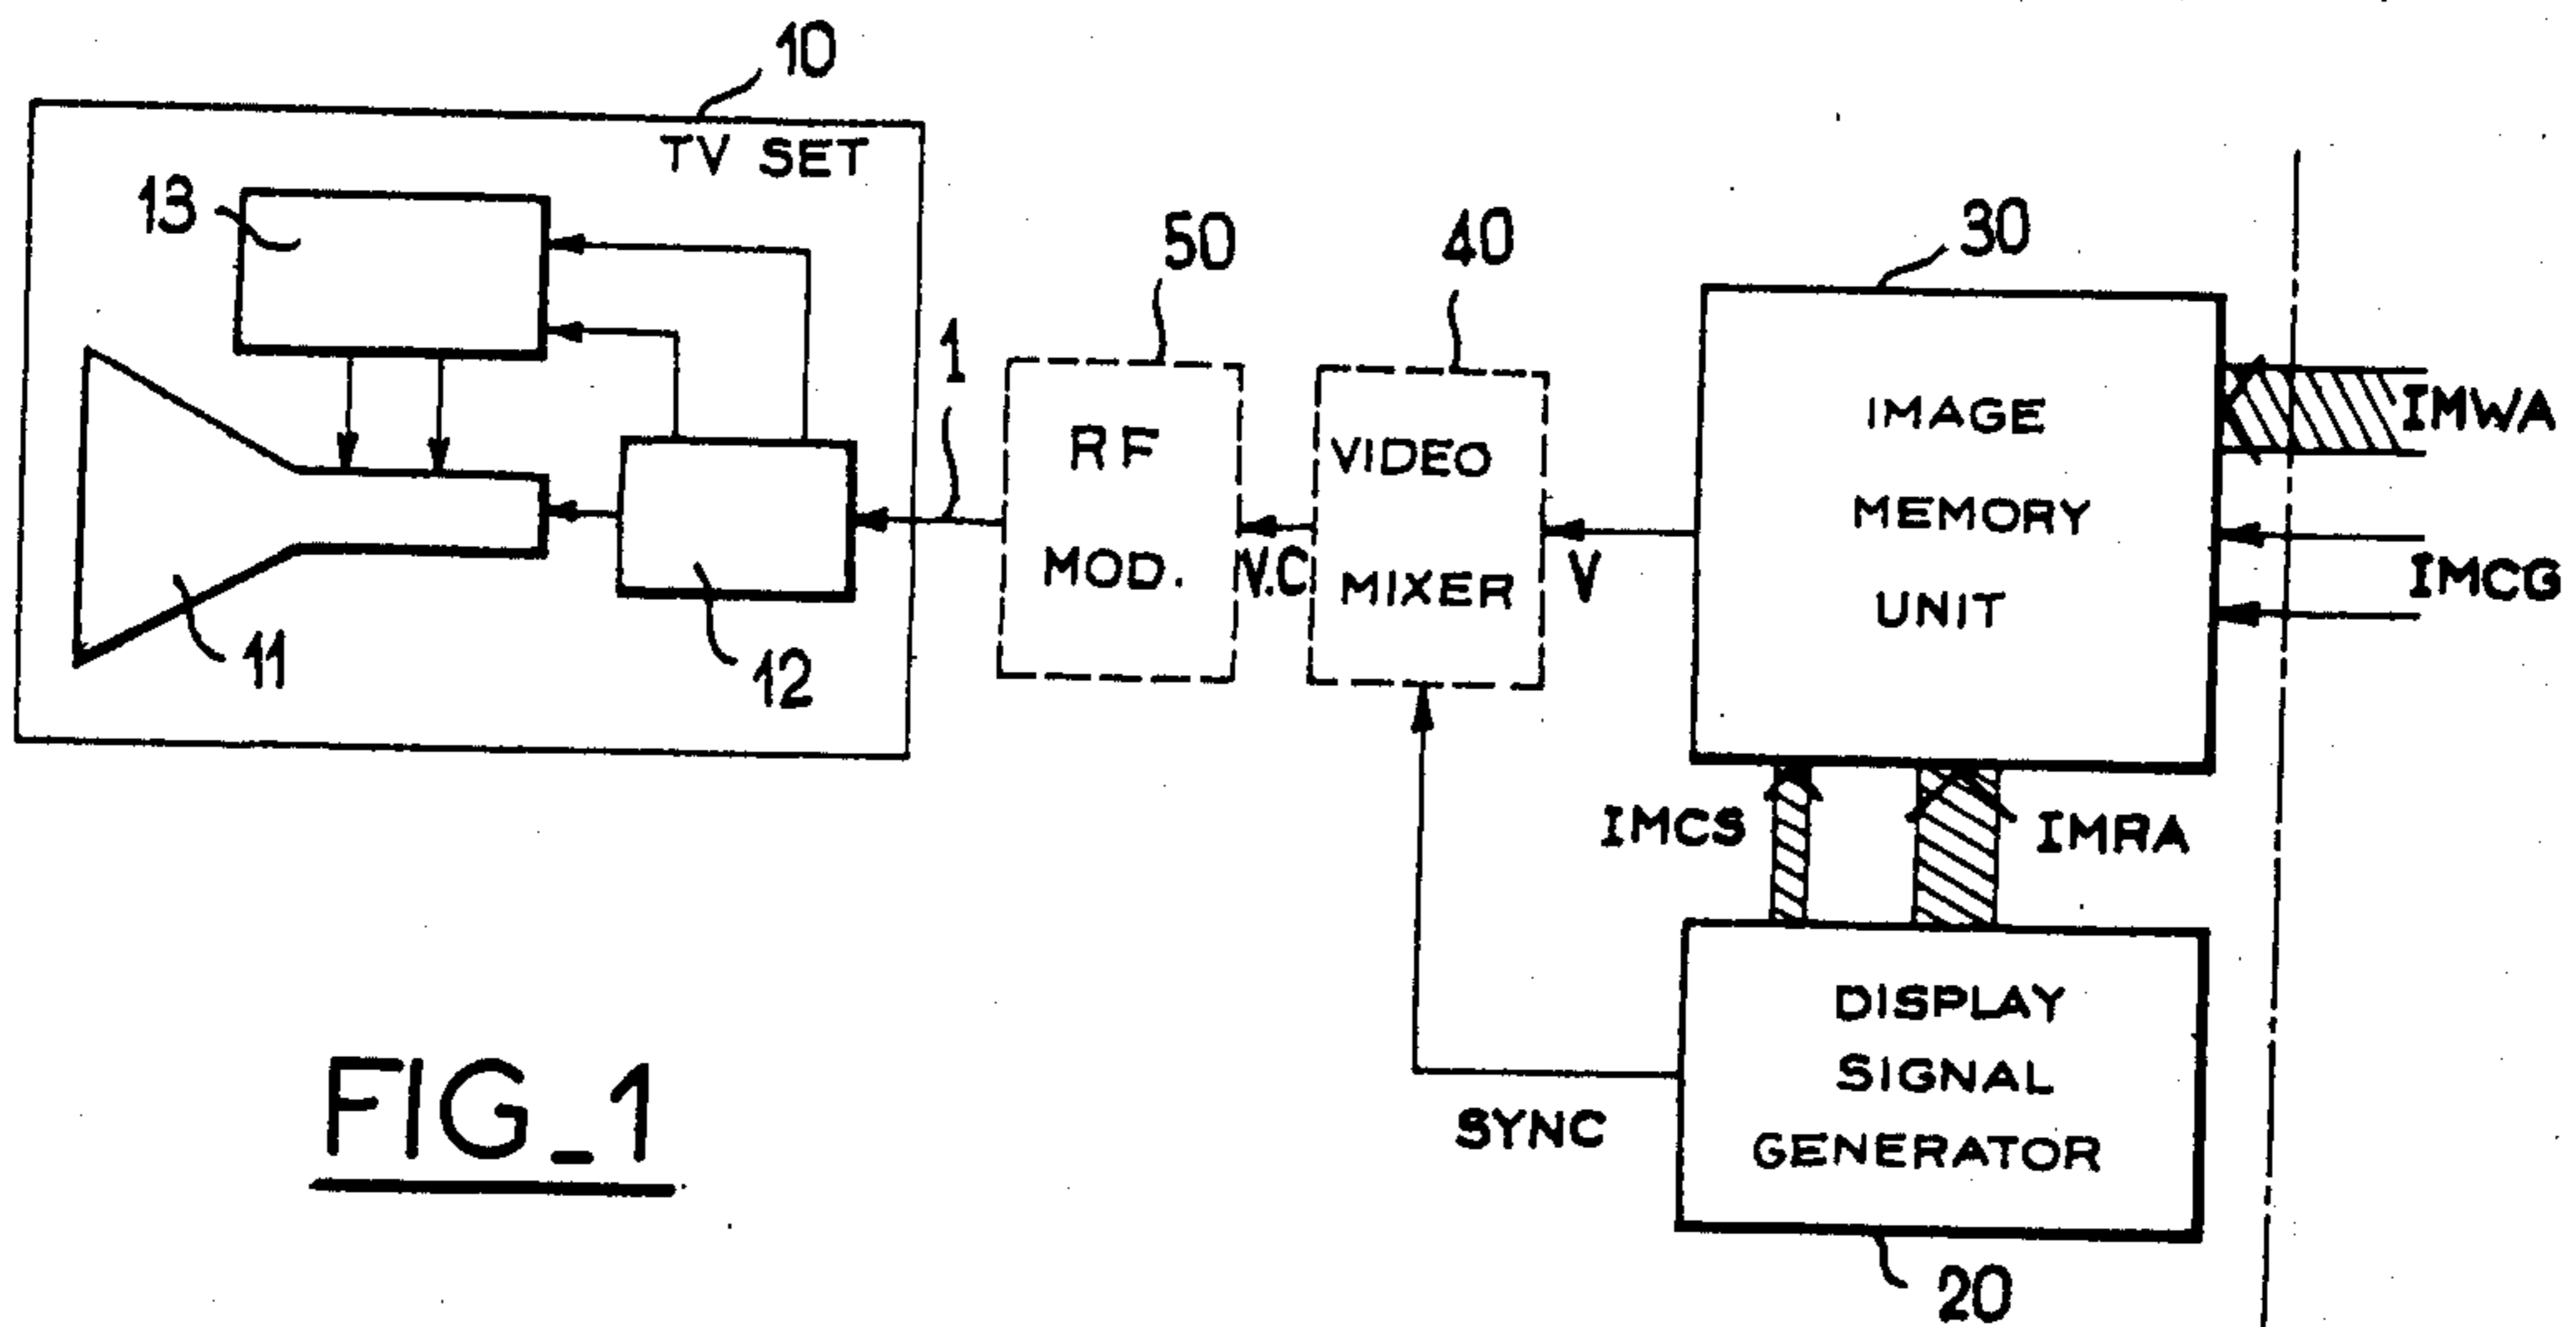 10
TV SET
13
11
12
1
50
RF
MOD.
V.C
40
VIDEO
MIXER
V
30
IMAGE
MEMORY
UNIT
IMWA
IMCG
IMCS
IMRA
SYNC
DISPLAY
SIGNAL
GENERATOR
20
FIG_1